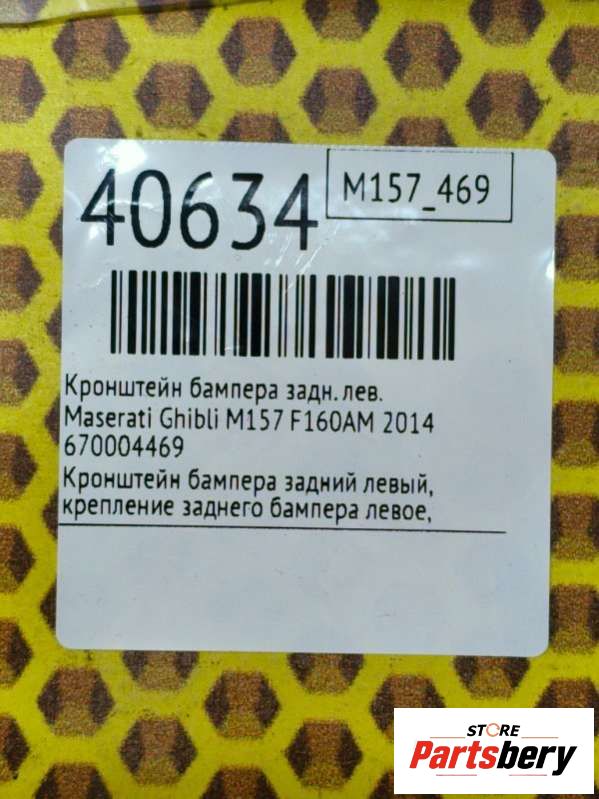 40634
M157_469
Кронштейн бампера задн. лев.
Maserati Ghibli M157 F160AM 2014
670004469
Кронштейн бампера задний левый,
крепление заднего бампера левое,
STORE
Partsbery